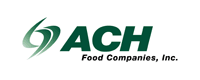 ACH
Food Companies, Inc.